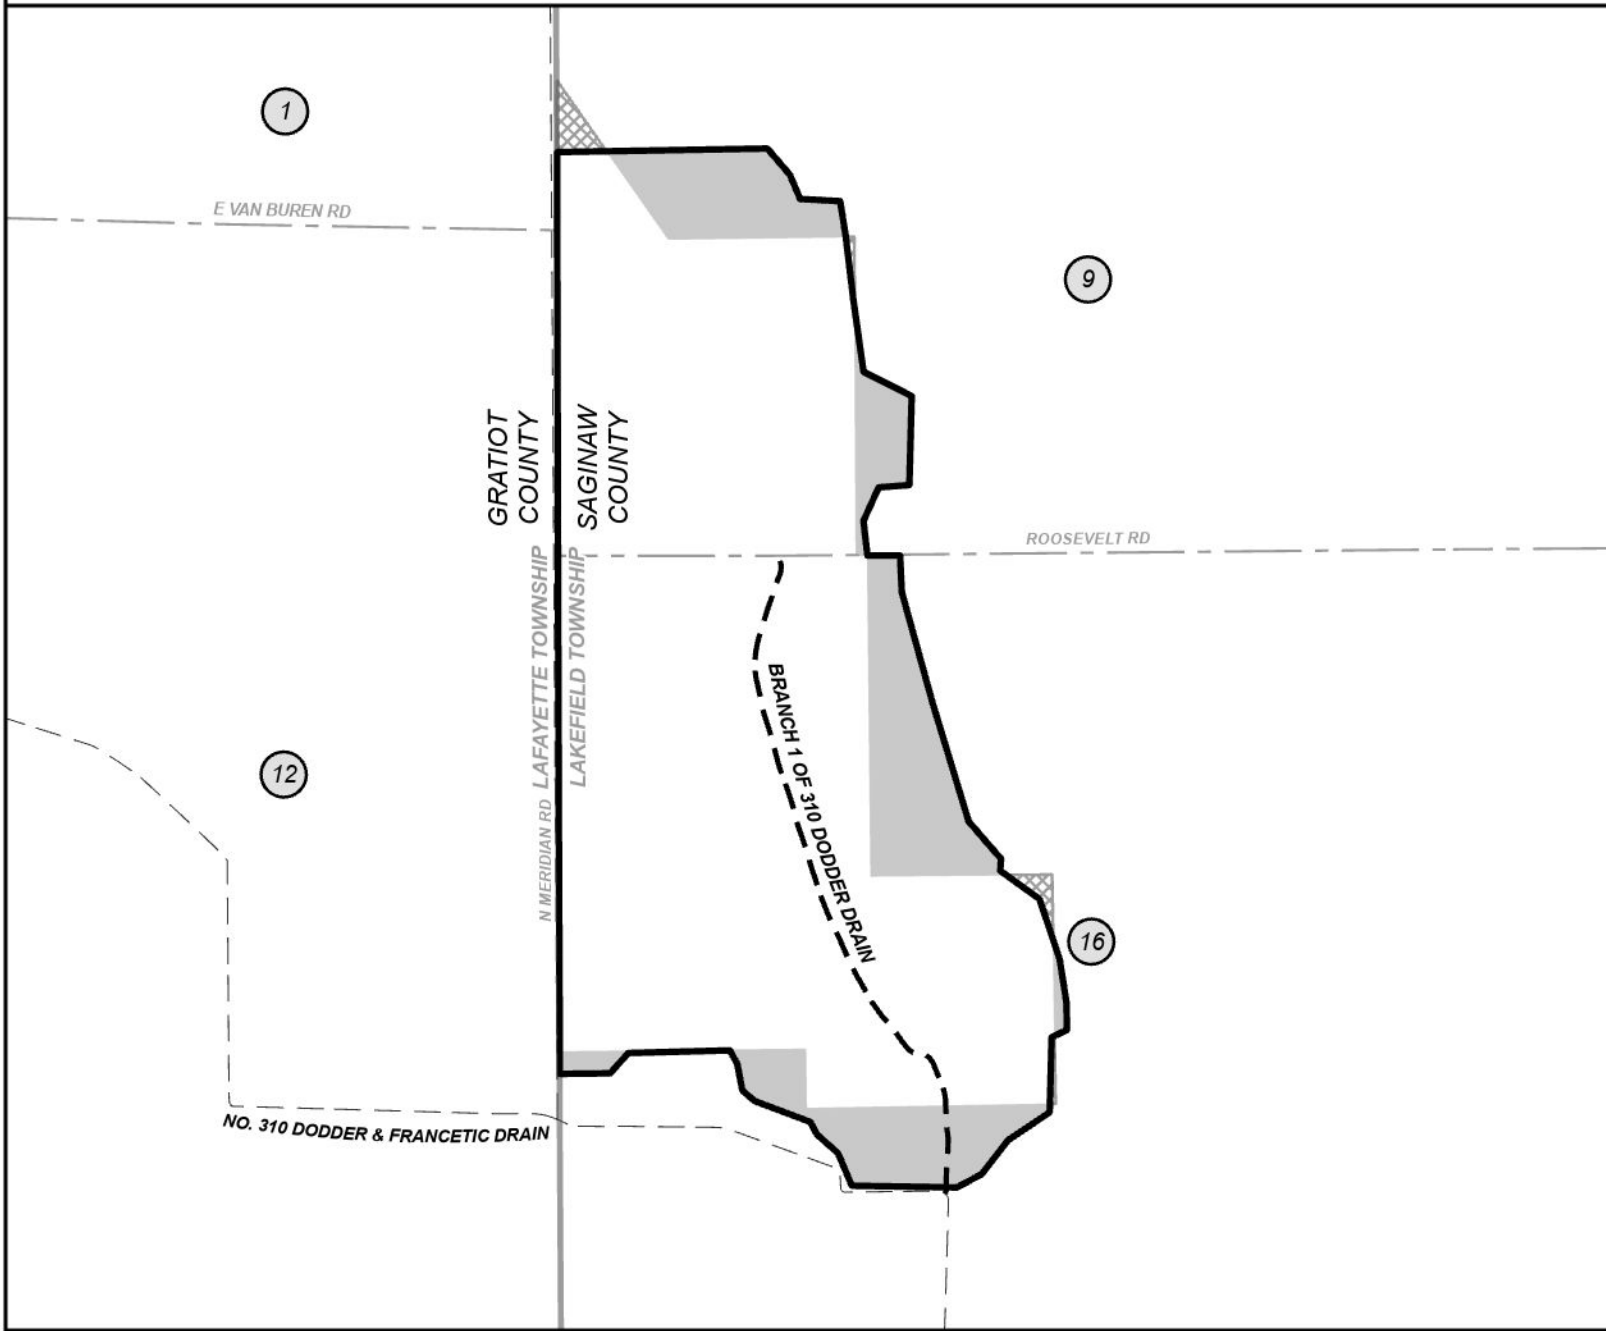 1
E VAN BUREN RD
9
GRATIOT
COUNTY
SAGINAW
COUNTY
ROOSEVELT RD
LAFAYETTE TOWNSHIP
LAKEFIELD TOWNSHIP
BRANCH 1 OF 310 DODDER DRAIN
12
N MERIDIAN RD
16
NO. 310 DODDER & FRANCETIC DRAIN